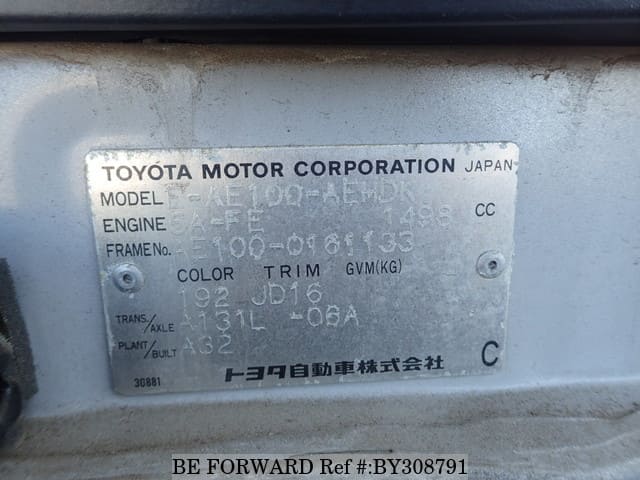 TOYOTA MOTOR CORPORATION JAPAN
MODEL E-AE100-AEMDK
ENGINE 5A-FE 1498 CC
FRAME No. AE100-0161133
COLOR TRIM GVM(KG)
192 JD16
TRANS./AXLE A131L -06A
PLANT/BUILT A32
トヨタ自動車株式会社 C
30881
BE FORWARD Ref #:BY308791